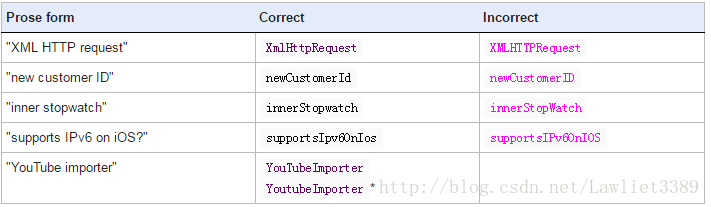 Prose form Correct Incorrect
"XML HTTP request" XmlHttpRequest XMLHTTPRequest
"new customer ID" newCustomerId newCustomerID
"inner stopwatch" innerStopwatch innerStopWatch
"supports IPv6 on iOS?" supportsIpv6OnIos supportsIPv6OnIOS
"YouTube importer" YouTubeImporter
YoutubeImporter *
http://blog.csdn.net/Lawliet3389